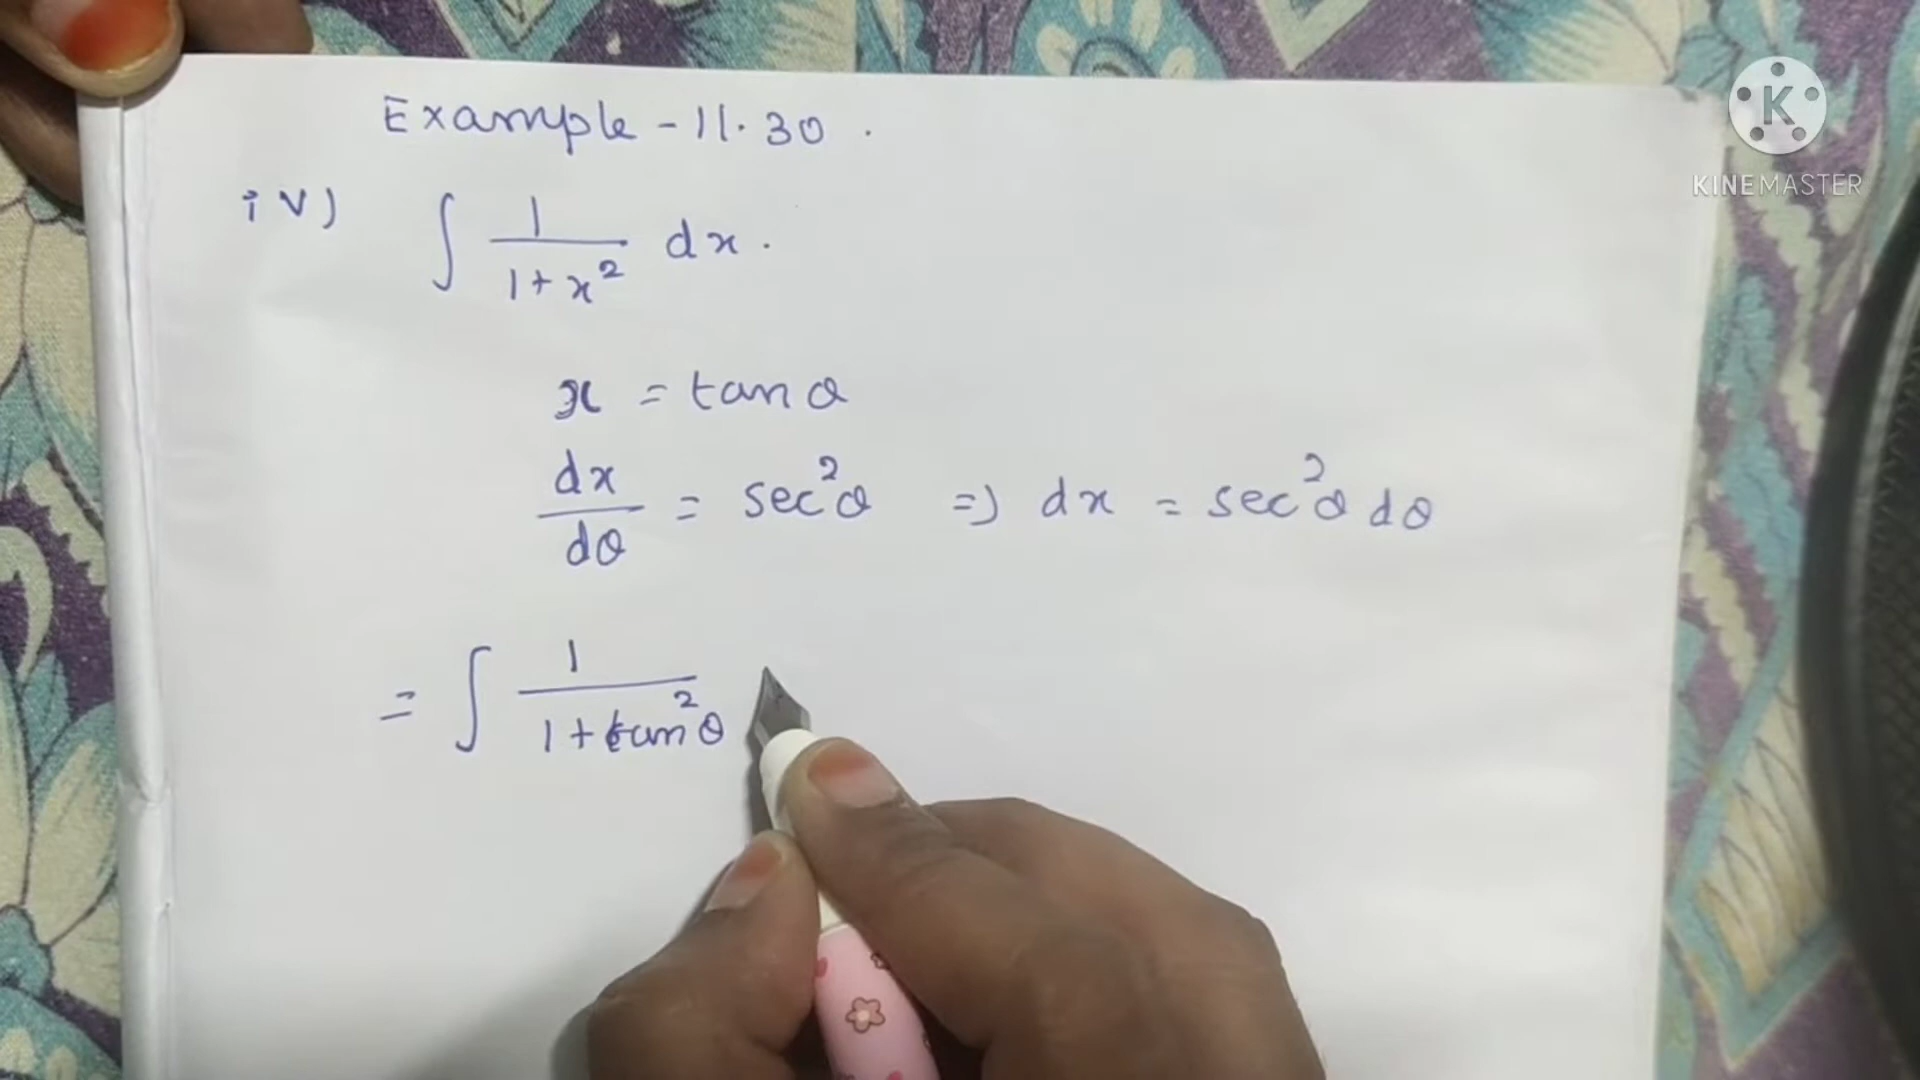 Example - 11.30 .
iv) ∫ 1/(1+x²) dx .
x = tan θ
dx/dθ = sec²θ => dx = sec²θ dθ
= ∫ 1/(1+tan²θ)
K
KINEMASTER